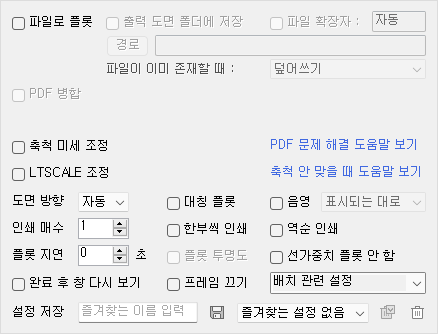 파일로 플롯 출력 도면 폴더에 저장 파일 확장자 : 자동
경로
파일이 이미 존재할 때 : 덮어쓰기
PDF 병합
축척 미세 조정 PDF 문제 해결 도움말 보기
LTSCALE 조정 축척 안 맞을 때 도움말 보기
도면 방향 자동 대칭 플롯 음영 표시되는 대로
인쇄 매수 1 한부씩 인쇄 역순 인쇄
플롯 지연 0 초 플롯 투명도 선가중치 플롯 안 함
완료 후 창 다시 보기 프레임 끄기 배치 관련 설정
설정 저장 즐겨찾는 이름 입력 즐겨찾는 설정 없음